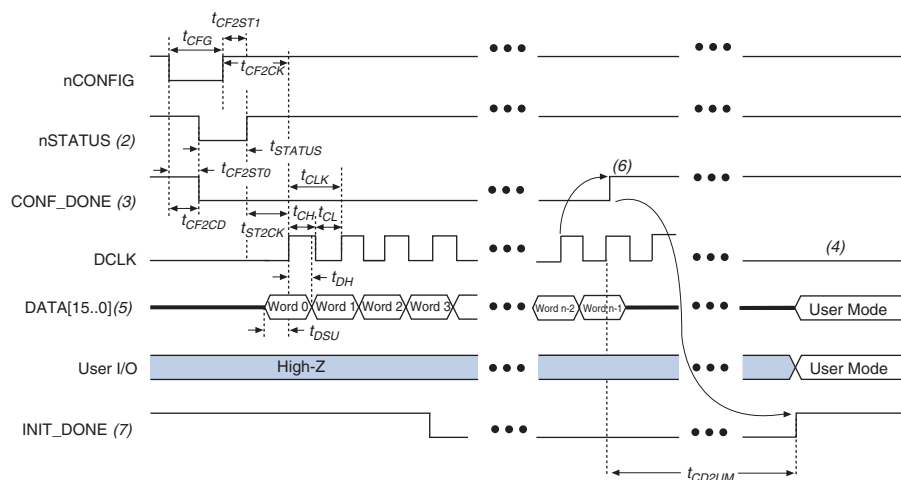 tCF2ST1
tCFG
tCF2CK
nCONFIG
nSTATUS (2)
tSTATUS
tCF2ST0
tCLK
(6)
CONF_DONE (3)
tCF2CD
tST2CK
tCH
tCL
(4)
DCLK
tDH
DATA[15..0](5)
Word 0
Word 1
Word 2
Word 3
Word n-2
Word n-1
User Mode
tDSU
User I/O
High-Z
User Mode
INIT_DONE (7)
tCD2UM